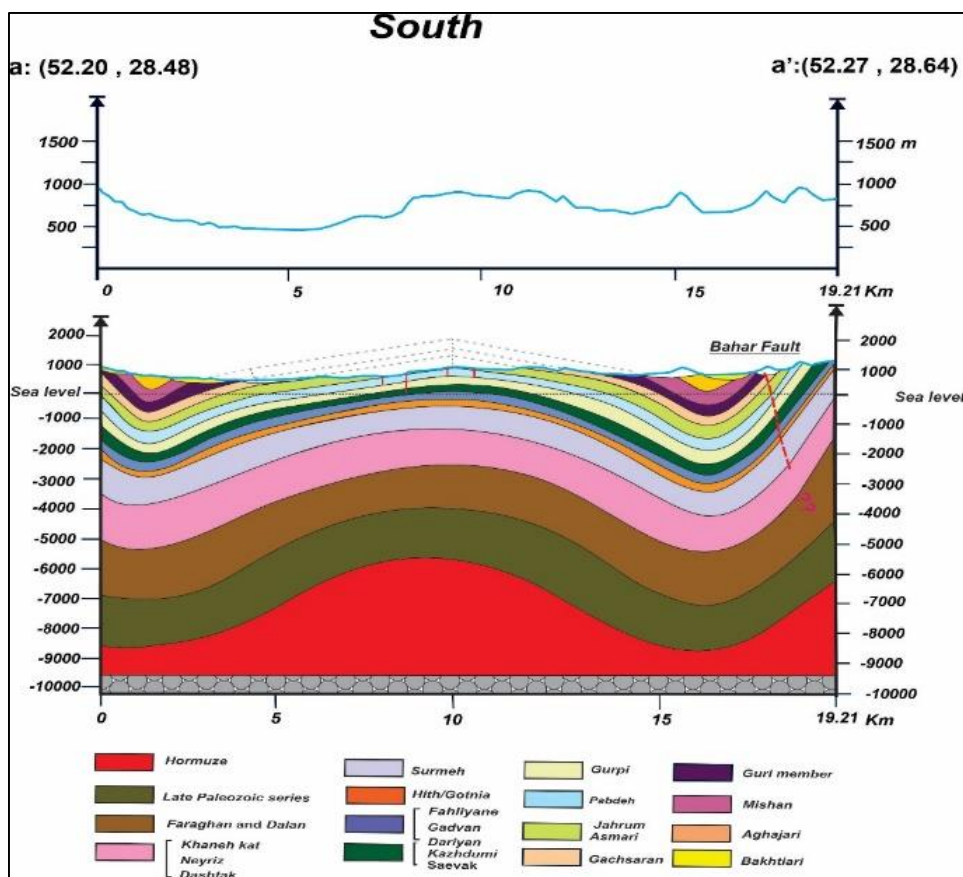 South
a: (52.20 , 28.48)
a':(52.27 , 28.64)
1500
1000
500
1500 m
1000
500
0
5
10
15
19.21 Km
2000
1000
Sea level
-1000
-2000
-3000
-4000
-5000
-6000
-7000
-8000
-9000
-10000
Bahar Fault
2000
1000
Sea level
-1000
-2000
-3000
-4000
-5000
-6000
-7000
-8000
-9000
-10000
0
5
10
15
19.21 Km
Hormuze
Late Paleozoic series
Faraghan and Dalan
Khaneh kat
Neyriz
Dashtak
Surmeh
Hith/Gotnia
Fahliyane
Gadvan
Dariyan
Kazhdumi
Saevak
Gurpi
Pabdeh
Jahrum
Asmari
Gachsaran
Guri member
Mishan
Aghajari
Bakhtiari